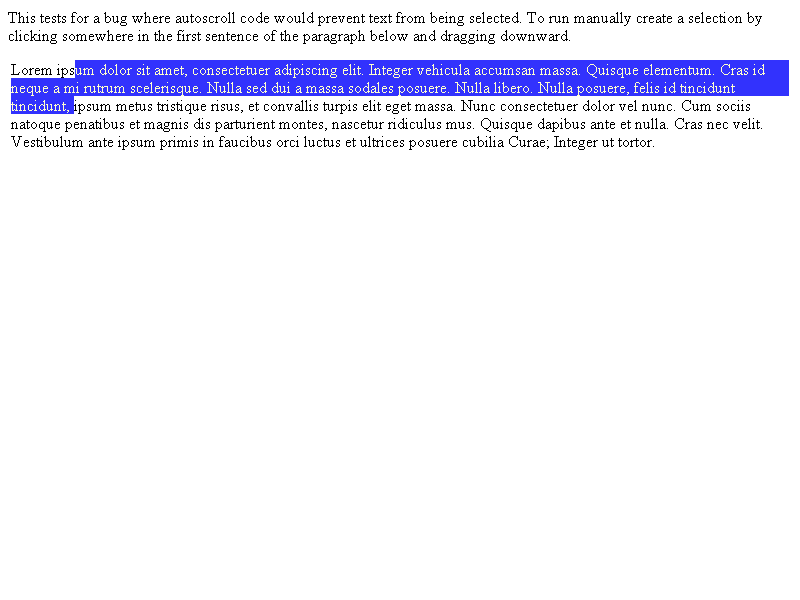 This tests for a bug where autoscroll code would prevent text from being selected. To run manually create a selection by
clicking somewhere in the first sentence of the paragraph below and dragging downward.
Lorem ipsum dolor sit amet, consectetuer adipiscing elit. Integer vehicula accumsan massa. Quisque elementum. Cras id
neque a mi rutrum scelerisque. Nulla sed dui a massa sodales posuere. Nulla libero. Nulla posuere, felis id tincidunt
tincidunt, ipsum metus tristique risus, et convallis turpis elit eget massa. Nunc consectetuer dolor vel nunc. Cum sociis
natoque penatibus et magnis dis parturient montes, nascetur ridiculus mus. Quisque dapibus ante et nulla. Cras nec velit.
Vestibulum ante ipsum primis in faucibus orci luctus et ultrices posuere cubilia Curae; Integer ut tortor.